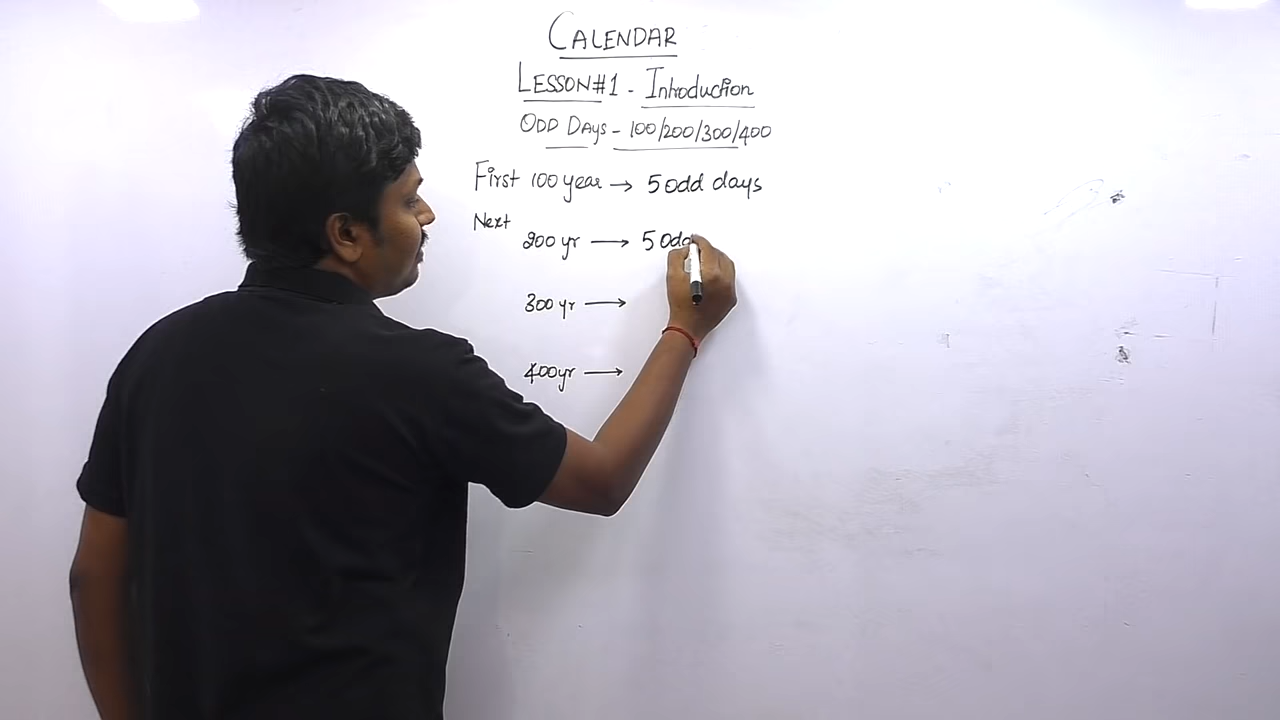 CALENDAR
LESSON#1 - Introduction
ODD DAYS - 100/200/300/400
First 100 year → 5 odd days
Next
200 yr → 5 Odd
300 yr →
400 yr →